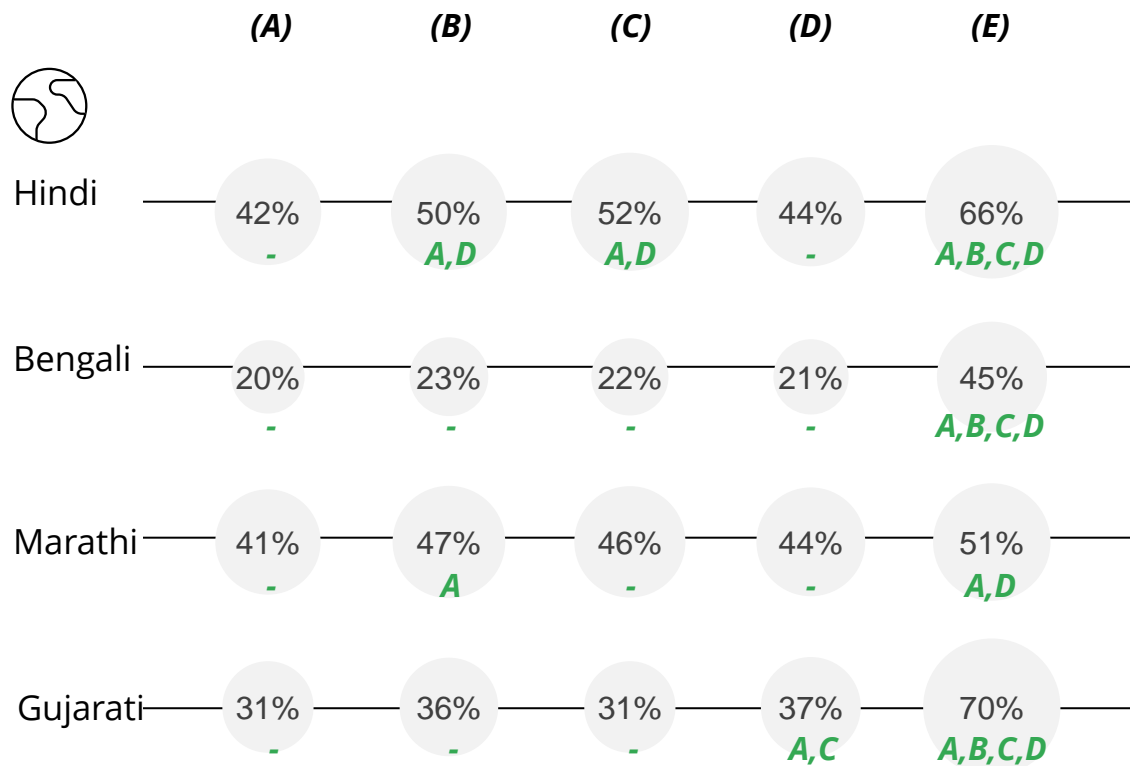 (A) (B) (C) (D) (E)
Hindi 42% 50% 52% 44% 66%
- A,D A,D - A,B,C,D
Bengali 20% 23% 22% 21% 45%
- - - - A,B,C,D
Marathi 41% 47% 46% 44% 51%
- A - - A,D
Gujarati 31% 36% 31% 37% 70%
- - - A,C A,B,C,D